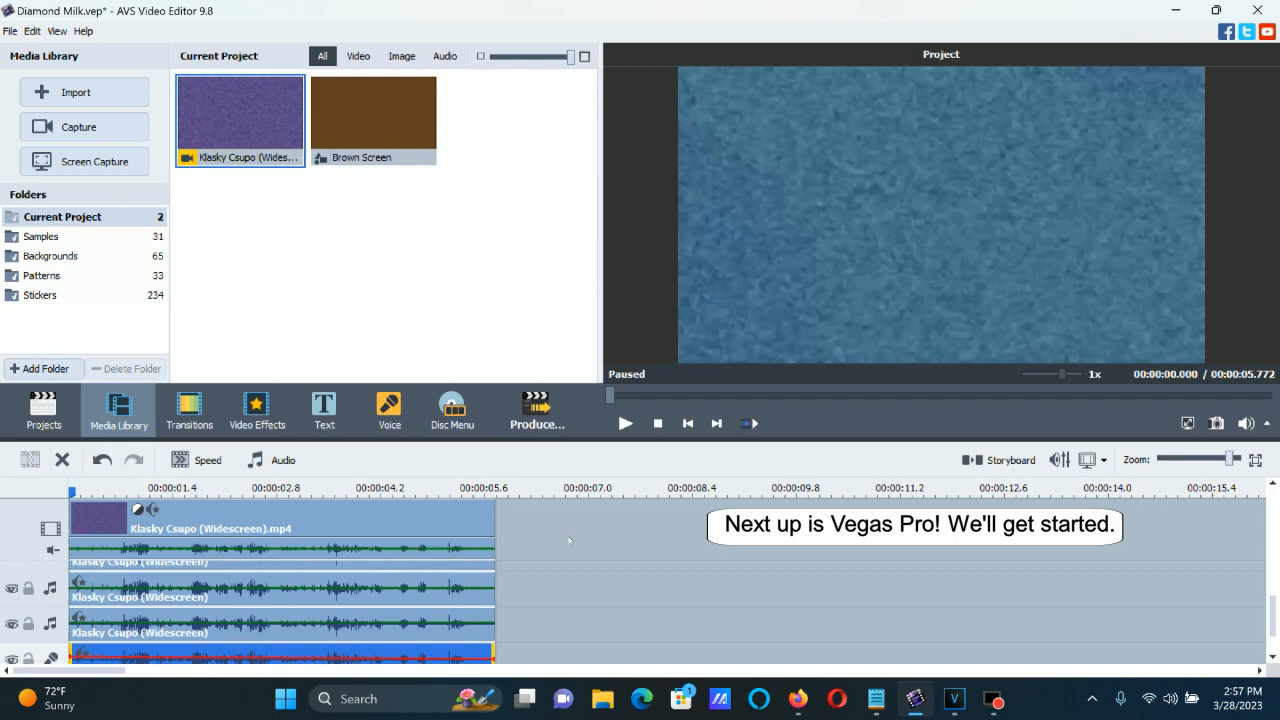 Diamond Milk.vep* - AVS Video Editor 9.8
File Edit View Help
Media Library
Import
Capture
Screen Capture
Folders
Current Project 2
Samples 31
Backgrounds 65
Patterns 33
Stickers 234
Add Folder Delete Folder
Current Project All Video Image Audio
Klasky Csupo (Wides... Brown Screen
Project
Paused 1x 00:00:00.000 / 00:00:05.772
Projects Media Library Transitions Video Effects Text Voice Disc Menu Produce...
Speed Audio Storyboard Zoom:
00:00:01.4 00:00:02.8 00:00:04.2 00:00:05.6 00:00:07.0 00:00:08.4 00:00:09.8 00:00:11.2 00:00:12.6 00:00:14.0 00:00:15.4
Klasky Csupo (Widescreen).mp4
Klasky Csupo (Widescreen)
Klasky Csupo (Widescreen)
Klasky Csupo (Widescreen)
Next up is Vegas Pro! We'll get started.
72°F
Sunny
Search
1
2:57 PM
3/28/2023